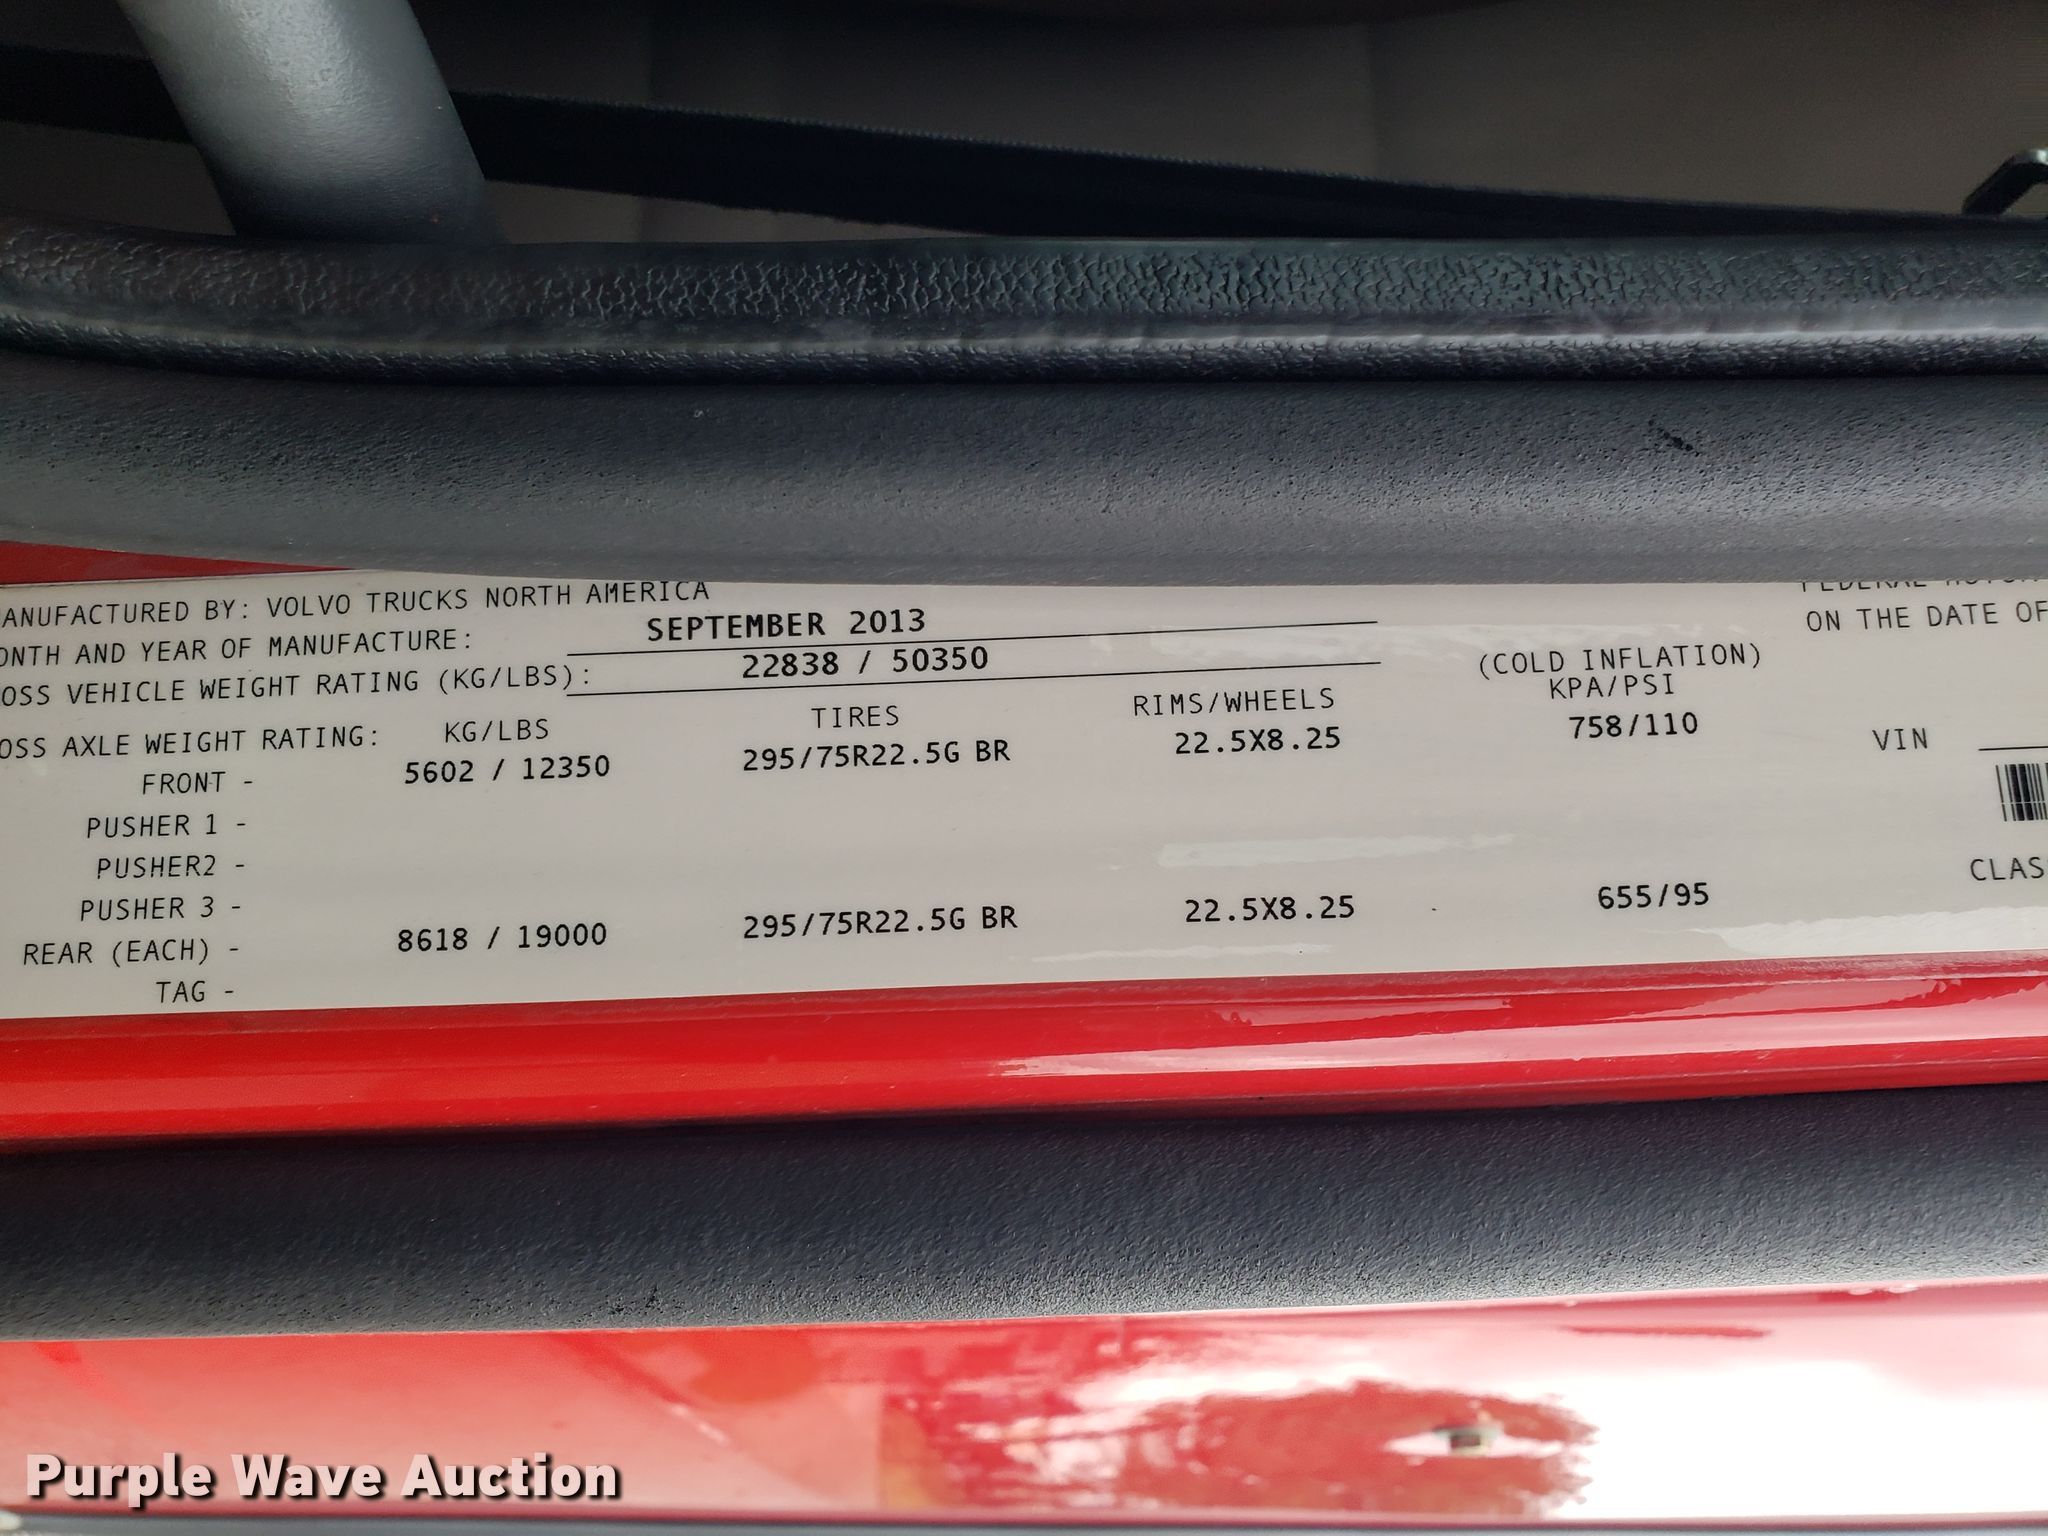 ANUFACTURED BY: VOLVO TRUCKS NORTH AMERICA
ONTH AND YEAR OF MANUFACTURE: SEPTEMBER 2013
OSS VEHICLE WEIGHT RATING (KG/LBS): 22838 / 50350
OSS AXLE WEIGHT RATING: KG/LBS TIRES RIMS/WHEELS (COLD INFLATION) KPA/PSI
FRONT - 5602 / 12350 295/75R22.5G BR 22.5X8.25 758/110
PUSHER 1 -
PUSHER2 -
PUSHER 3 -
REAR (EACH) - 8618 / 19000 295/75R22.5G BR 22.5X8.25 655/95
TAG -
FEDERAL
ON THE DATE OF
VIN
CLAS
Purple Wave Auction